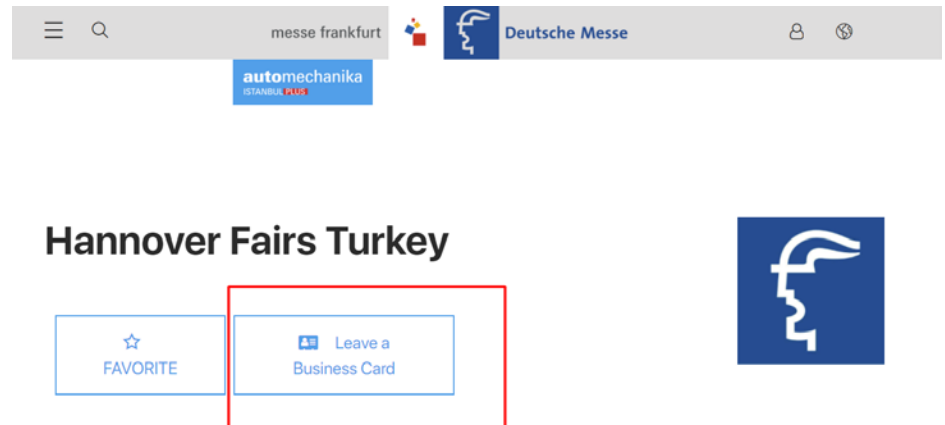 messe frankfurt
Deutsche Messe
automechanika
ISTANBUL PLUS
Hannover Fairs Turkey
FAVORITE
Leave a
Business Card